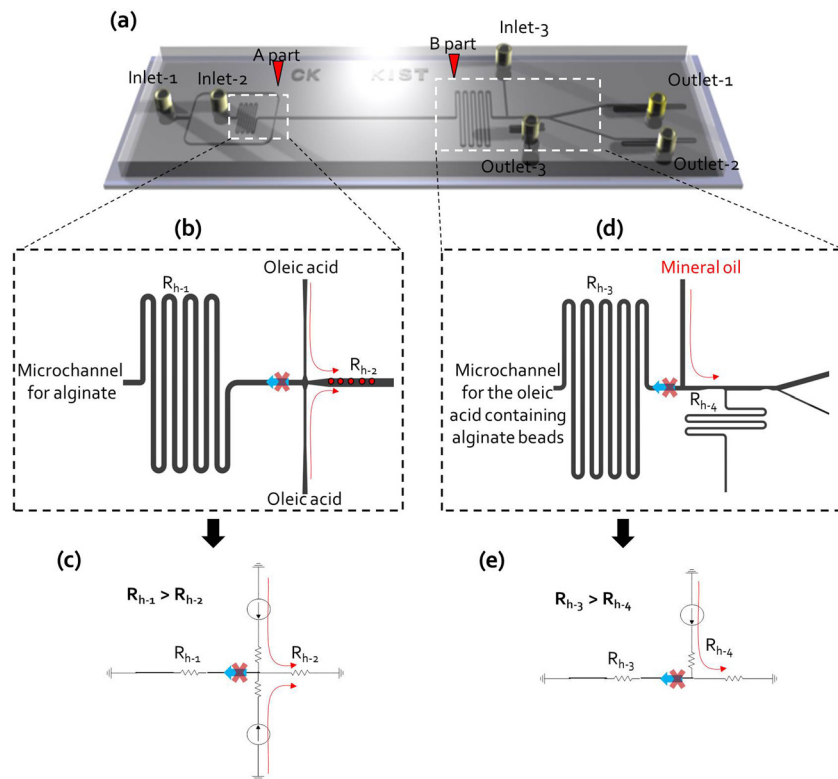 (a)
Inlet-3
A part
B part
Inlet-1
Inlet-2
CK
KIST
Outlet-1
Outlet-3
Outlet-2
(b)
(d)
Oleic acid
Rh-1
Microchannel
for alginate
Rh-2
Oleic acid
Mineral oil
Rh-3
Microchannel
for the oleic
acid containing
alginate beads
Rh-4
(c)
Rh-1 > Rh-2
Rh-1
Rh-2
(e)
Rh-3 > Rh-4
Rh-4
Rh-3